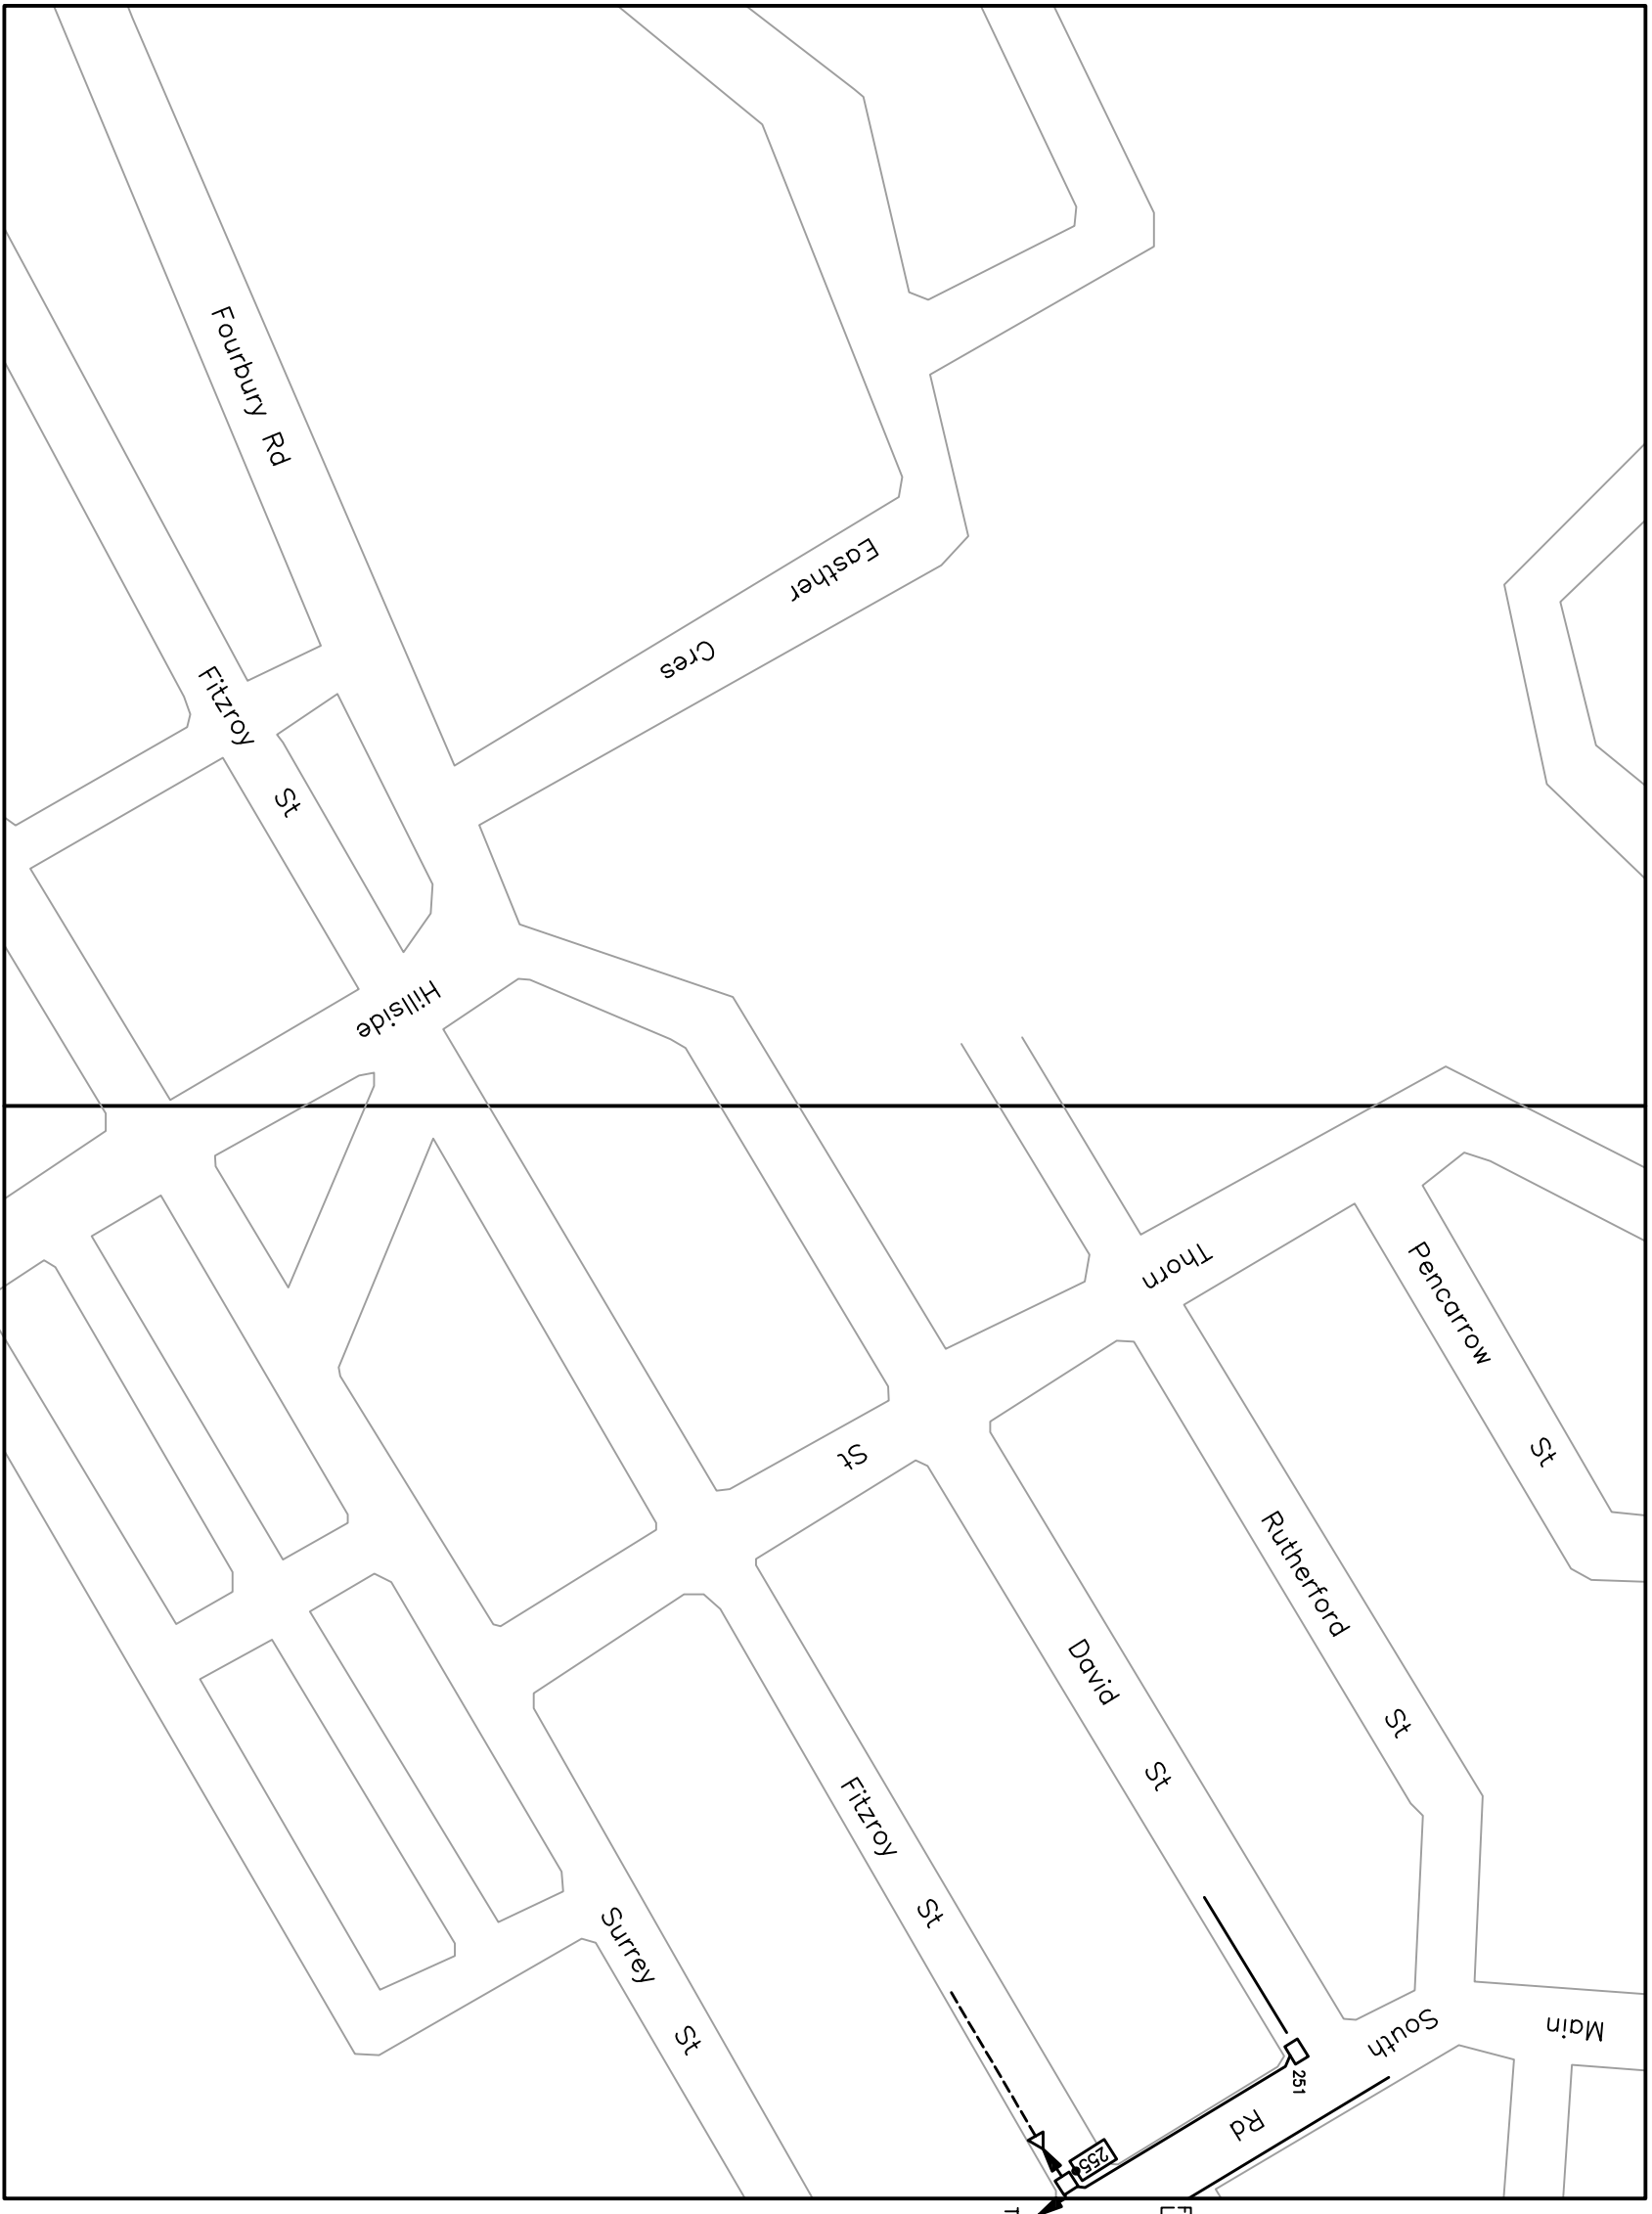 Fourbury Rd
Easther
Cres
Fitzroy
St
Hillside
Thorn
Pencarrow
St
St
Rutherford
St
David
St
Fitzroy
St
Surrey
St
South
Main
251
Rd
255